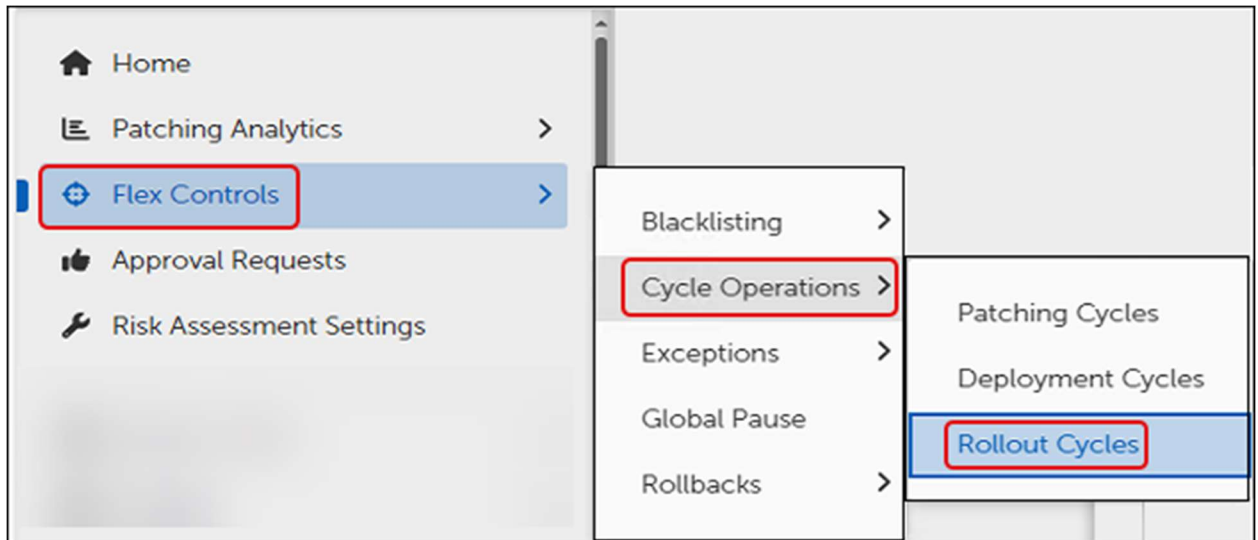 Home
Patching Analytics
Flex Controls
Approval Requests
Risk Assessment Settings
Blacklisting
Cycle Operations
Exceptions
Global Pause
Rollbacks
Patching Cycles
Deployment Cycles
Rollout Cycles